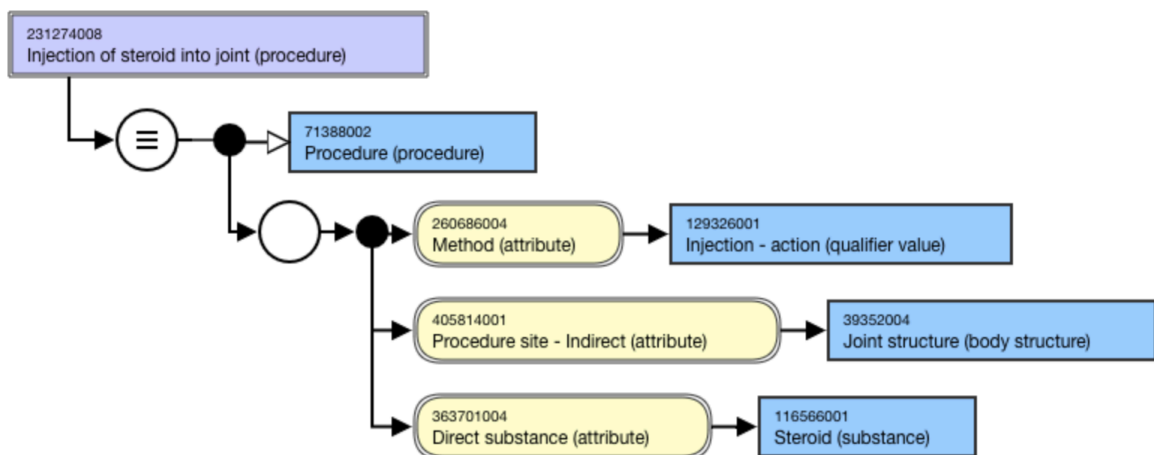 231274008
Injection of steroid into joint (procedure)
71388002
Procedure (procedure)
260686004
Method (attribute)
129326001
Injection - action (qualifier value)
405814001
Procedure site - Indirect (attribute)
39352004
Joint structure (body structure)
363701004
Direct substance (attribute)
116566001
Steroid (substance)